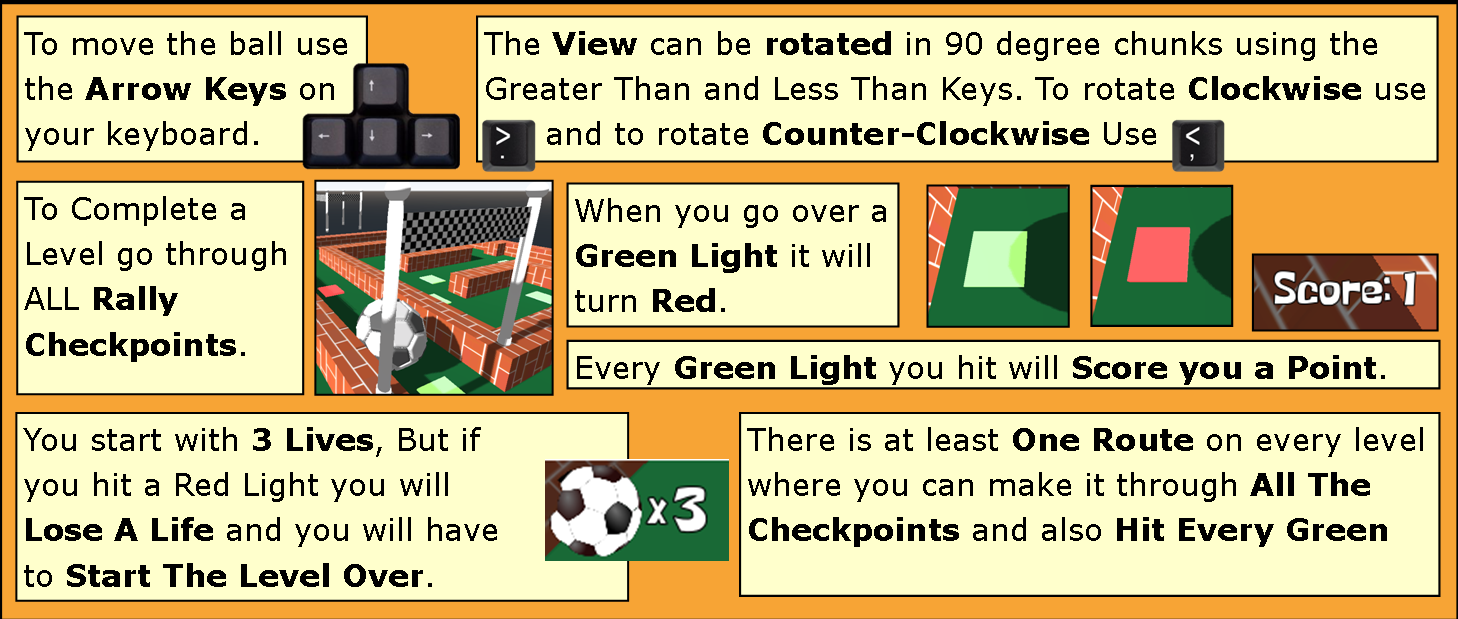 To move the ball use
the Arrow Keys on
your keyboard.
↑
← ↓ →
The View can be rotated in 90 degree chunks using the
Greater Than and Less Than Keys. To rotate Clockwise use
> . and to rotate Counter-Clockwise Use < ,
To Complete a
Level go through
ALL Rally
Checkpoints.
When you go over a
Green Light it will
turn Red.
Score: 1
Every Green Light you hit will Score you a Point.
You start with 3 Lives, But if
you hit a Red Light you will
Lose A Life and you will have
to Start The Level Over.
x3
There is at least One Route on every level
where you can make it through All The
Checkpoints and also Hit Every Green